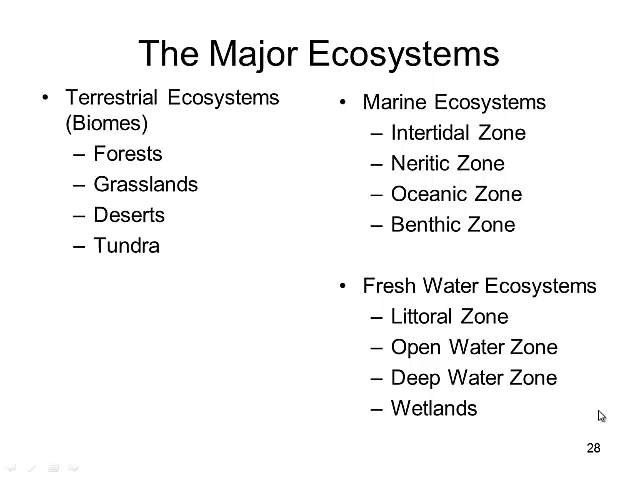 The Major Ecosystems
• Terrestrial Ecosystems
(Biomes)
– Forests
– Grasslands
– Deserts
– Tundra
• Marine Ecosystems
– Intertidal Zone
– Neritic Zone
– Oceanic Zone
– Benthic Zone
• Fresh Water Ecosystems
– Littoral Zone
– Open Water Zone
– Deep Water Zone
– Wetlands
28